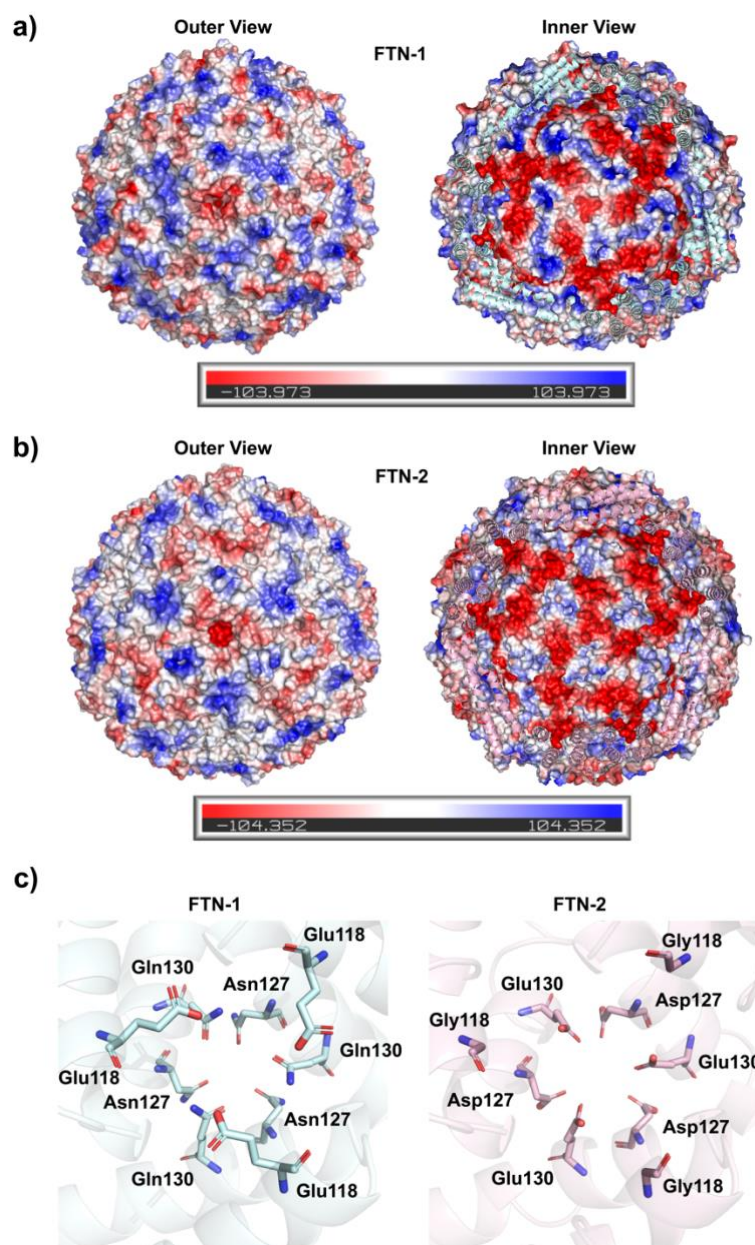 a)
Outer View
Inner View
FTN-1
-103.973
103.973
b)
Outer View
Inner View
FTN-2
-104.352
104.352
c)
FTN-1
FTN-2
Glu118
Gln130
Asn127
Gln130
Glu118
Asn127
Asn127
Gln130
Glu118
Gly118
Glu130
Asp127
Gly118
Glu130
Asp127
Asp127
Glu130
Gly118